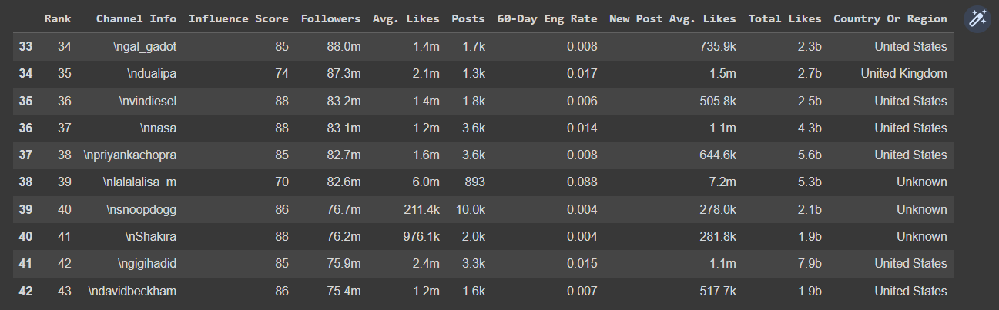 Rank Channel Info Influence Score Followers Avg. Likes Posts 60-Day Eng Rate New Post Avg. Likes Total Likes Country Or Region
33 34 \ngal_gadot 85 88.0m 1.4m 1.7k 0.008 735.9k 2.3b United States
34 35 \ndualipa 74 87.3m 2.1m 1.3k 0.017 1.5m 2.7b United Kingdom
35 36 \nvindiesel 88 83.2m 1.4m 1.8k 0.006 505.8k 2.5b United States
36 37 \nnasa 88 83.1m 1.2m 3.6k 0.014 1.1m 4.3b United States
37 38 \npriyankachopra 85 82.7m 1.6m 3.6k 0.008 644.6k 5.6b United States
38 39 \nlalalalisa_m 70 82.6m 6.0m 893 0.088 7.2m 5.3b Unknown
39 40 \nsnoopdogg 86 76.7m 211.4k 10.0k 0.004 278.0k 2.1b Unknown
40 41 \nShakira 88 76.2m 976.1k 2.0k 0.004 281.8k 1.9b Unknown
41 42 \ngigihadid 85 75.9m 2.4m 3.3k 0.015 1.1m 7.9b United States
42 43 \ndavidbeckham 86 75.4m 1.2m 1.6k 0.007 517.7k 1.9b United States